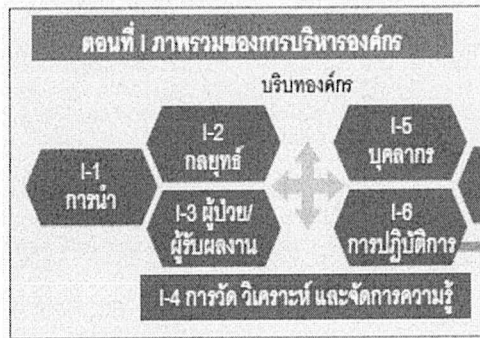 ตอนที่ I ภาพรวมของการบริหารองค์กร
บริบทองค์กร
I-1
การนำ
I-2
กลยุทธ์
I-3 ผู้ป่วย/
ผู้รับผลงาน
I-5
บุคลากร
I-6
การปฏิบัติการ
I-4 การวัด วิเคราะห์ และจัดการความรู้